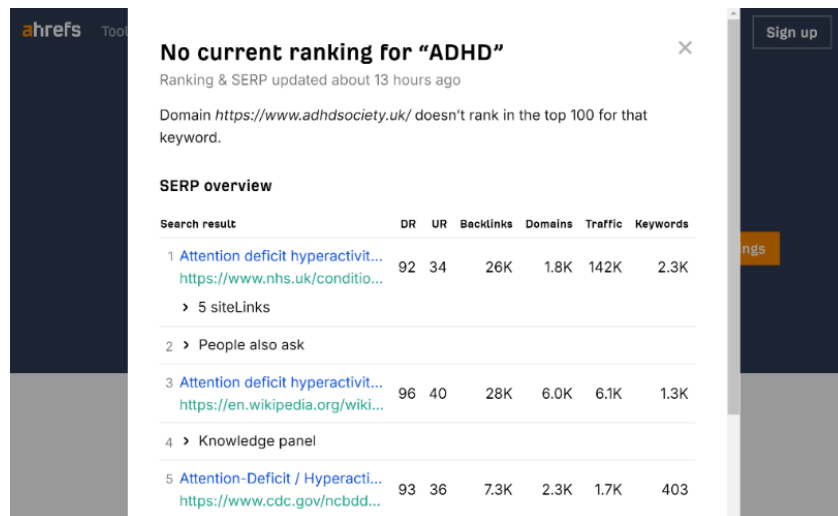 ahrefs Tool
Sign up
No current ranking for “ADHD”
Ranking & SERP updated about 13 hours ago
Domain https://www.adhdsociety.uk/ doesn’t rank in the top 100 for that
keyword.
SERP overview
Search result DR UR Backlinks Domains Traffic Keywords
1 Attention deficit hyperactivit... 92 34 26K 1.8K 142K 2.3K
https://www.nhs.uk/conditio...
5 siteLinks
2 People also ask
3 Attention deficit hyperactivit... 96 40 28K 6.0K 6.1K 1.3K
https://en.wikipedia.org/wiki...
4 Knowledge panel
5 Attention-Deficit / Hyperacti... 93 36 7.3K 2.3K 1.7K 403
https://www.cdc.gov/ncbdd...
ngs